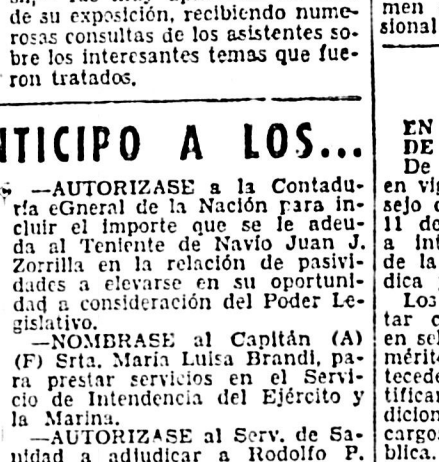 de su exposición, recibiendo nume-
rosas consultas de los asistentes so-
bre los interesantes temas que fue-
ron tratados.
NTICIPO A LOS...
—AUTORIZASE a la Contadu-
ría eGneral de la Nación para in-
cluir el importe que se le adeu-
da al Teniente de Navío Juan J.
Zorrilla en la relación de pasivi-
dades a elevarse en su oportuni-
dad a consideración del Poder Le-
gislativo.
—NOMBRASE al Capitán (A)
(F) Srta. María Luisa Brandi, pa-
ra prestar servicios en el Servi-
cio de Intendencia del Ejército y
la Marina.
—AUTORIZASE al Serv. de Sa-
nidad a adjudicar a Rodolfo P.
men
sional
EN
DE
De
en vig
sejo d
11 de
a int
de la
dica
Los
tar c
en sel
mérit
tecede
tifica
dicion
cargos
blica.